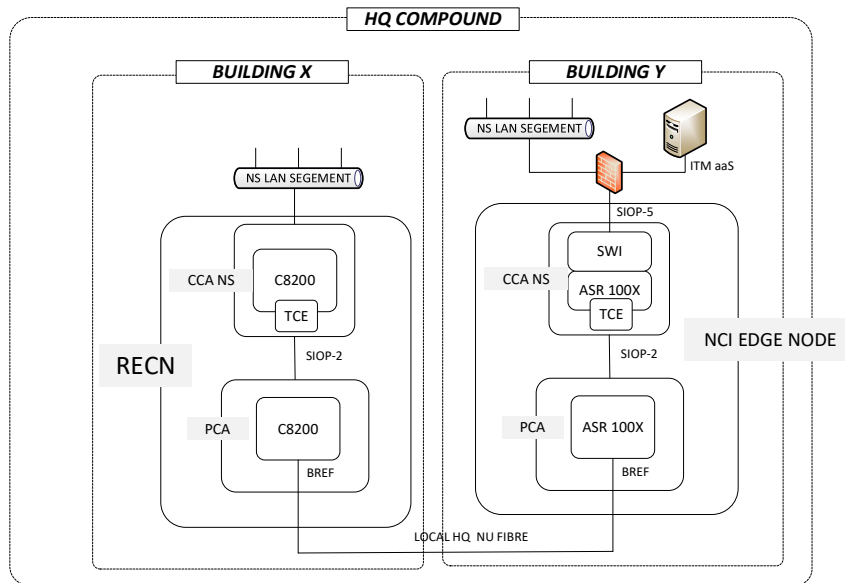 HQ COMPOUND
BUILDING X
BUILDING Y
NS LAN SEGEMENT
ITM aaS
NS LAN SEGEMENT
SIOP-5
SWI
CCA NS
C8200
CCA NS
ASR 100X
TCE
TCE
NCI EDGE NODE
SIOP-2
SIOP-2
RECN
PCA
C8200
PCA
ASR 100X
BREF
BREF
LOCAL HQ NU FIBRE